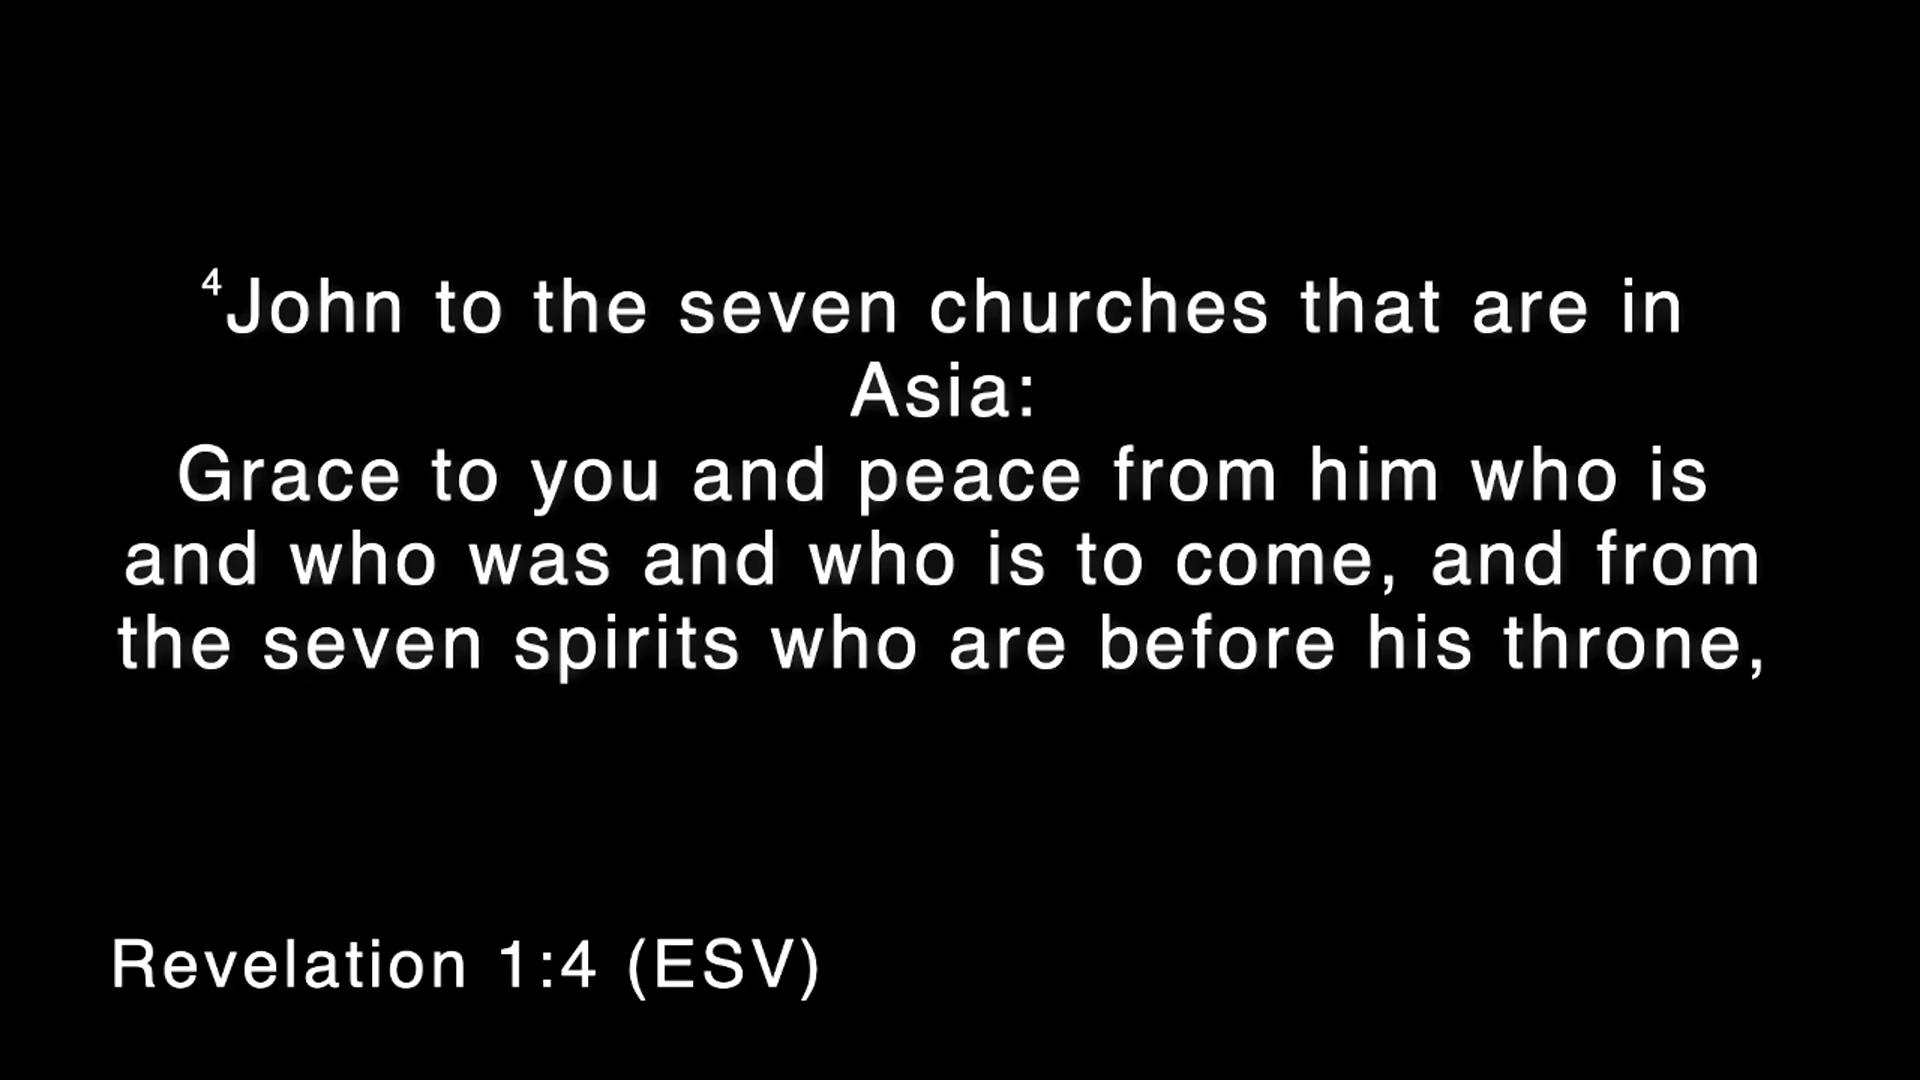 ⁴John to the seven churches that are in
Asia:
Grace to you and peace from him who is
and who was and who is to come, and from
the seven spirits who are before his throne,
Revelation 1:4 (ESV)